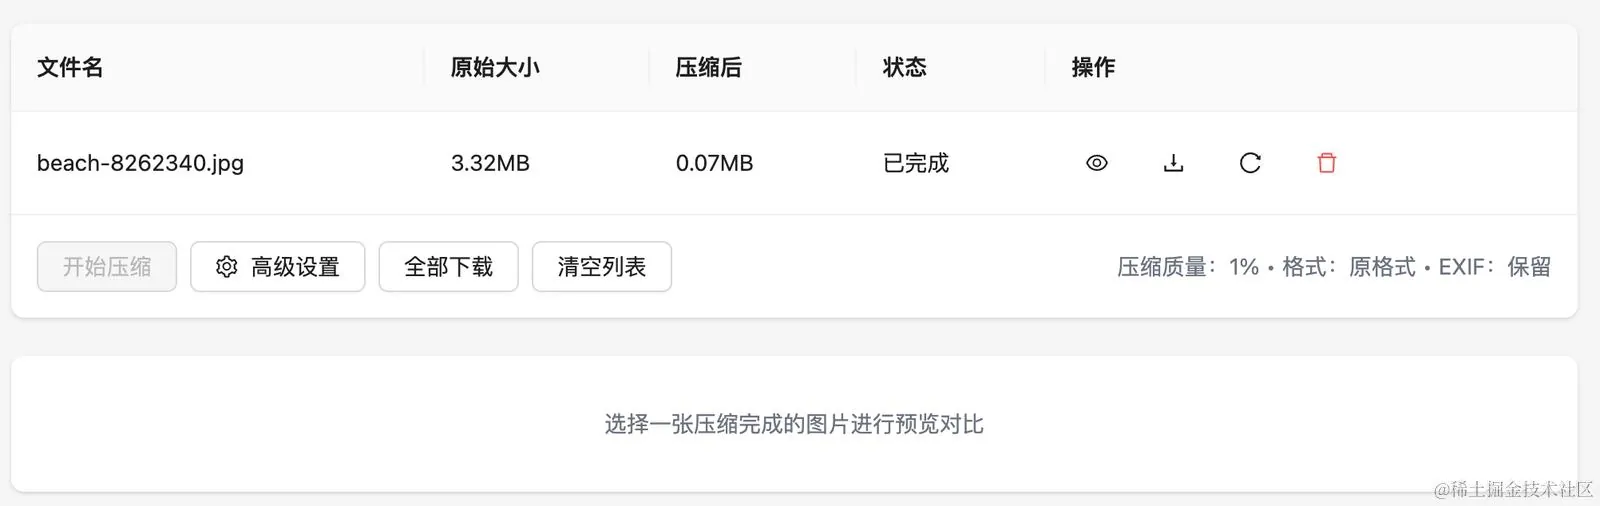 文件名 原始大小 压缩后 状态 操作
beach-8262340.jpg 3.32MB 0.07MB 已完成
开始压缩 高级设置 全部下载 清空列表 压缩质量：1% • 格式：原格式 • EXIF：保留
选择一张压缩完成的图片进行预览对比
@稀土掘金技术社区